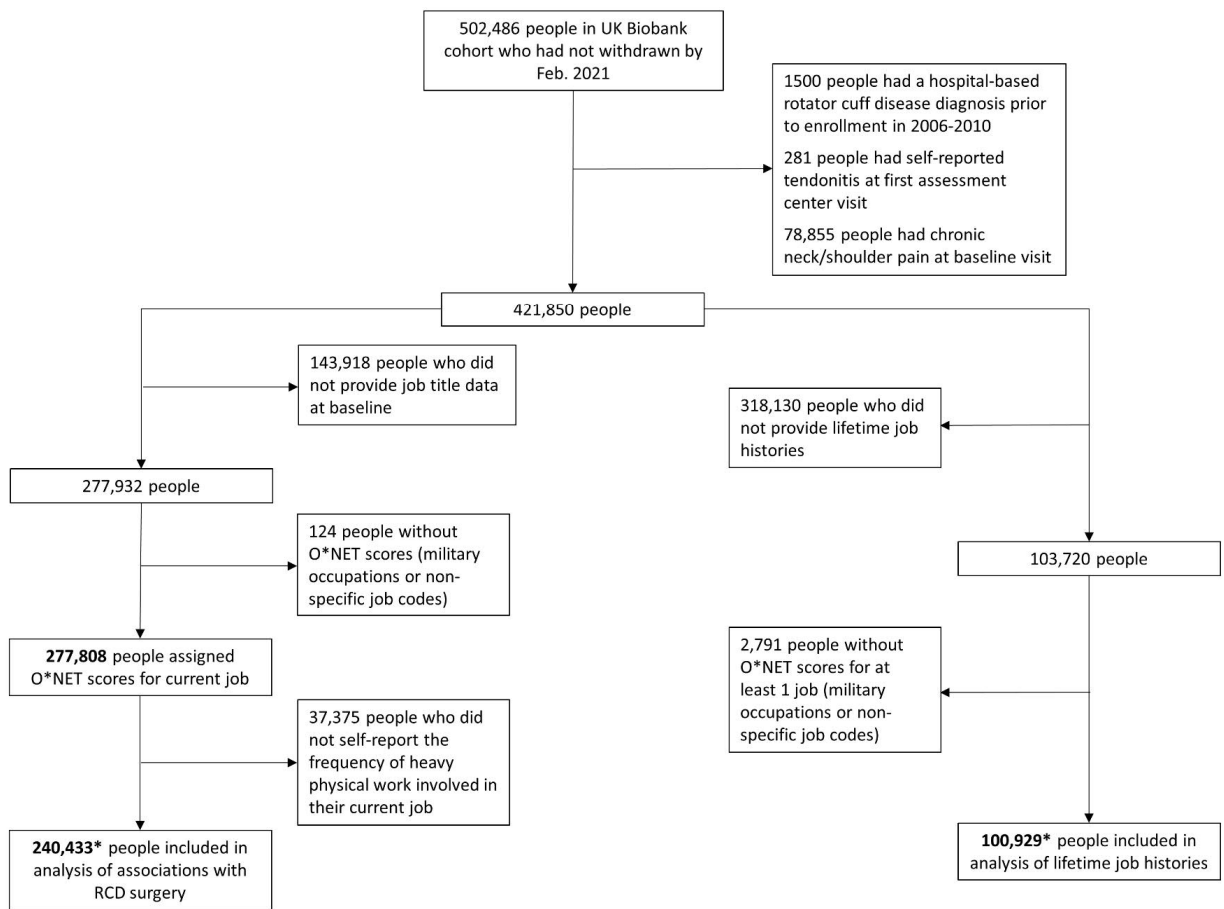 502,486 people in UK Biobank
cohort who had not withdrawn by
Feb. 2021
1500 people had a hospital-based
rotator cuff disease diagnosis prior
to enrollment in 2006-2010
281 people had self-reported
tendonitis at first assessment
center visit
78,855 people had chronic
neck/shoulder pain at baseline visit
421,850 people
143,918 people who did
not provide job title data
at baseline
318,130 people who did
not provide lifetime job
histories
277,932 people
124 people without
O*NET scores (military
occupations or non-
specific job codes)
103,720 people
277,808 people assigned
O*NET scores for current job
2,791 people without
O*NET scores for at
least 1 job (military
occupations or non-
specific job codes)
37,375 people who did
not self-report the
frequency of heavy
physical work involved in
their current job
240,433* people included in
analysis of associations with
RCD surgery
100,929* people included in
analysis of lifetime job histories